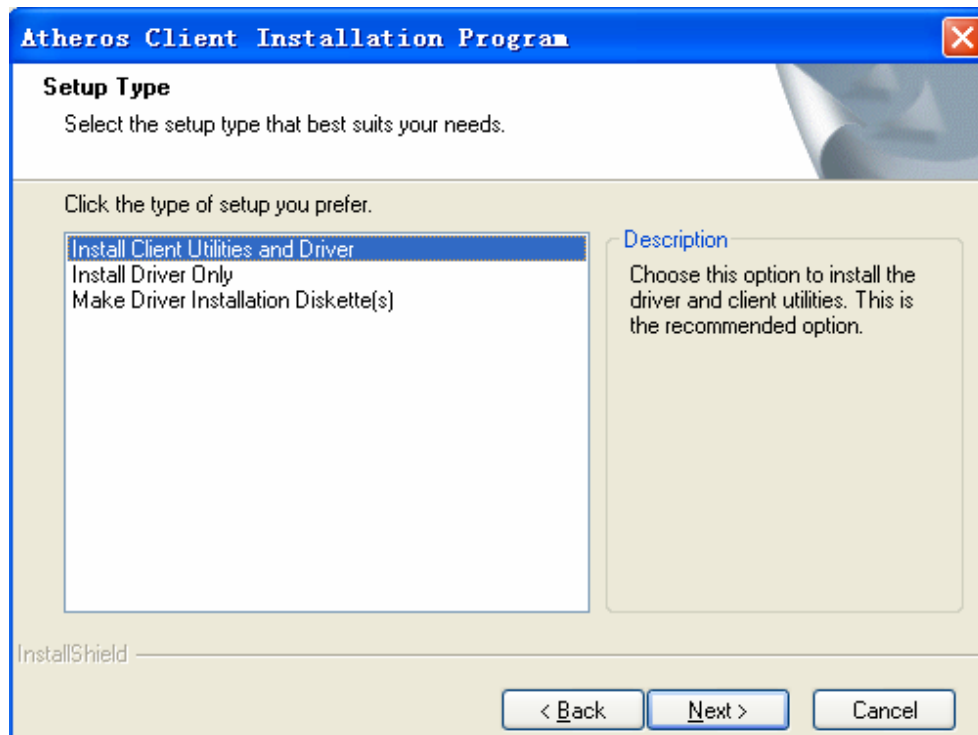 Atheros Client Installation Program
Setup Type
Select the setup type that best suits your needs.
Click the type of setup you prefer.
Install Client Utilities and Driver
Install Driver Only
Make Driver Installation Diskette(s)
Description
Choose this option to install the
driver and client utilities. This is
the recommended option.
InstallShield
< Back
Next >
Cancel